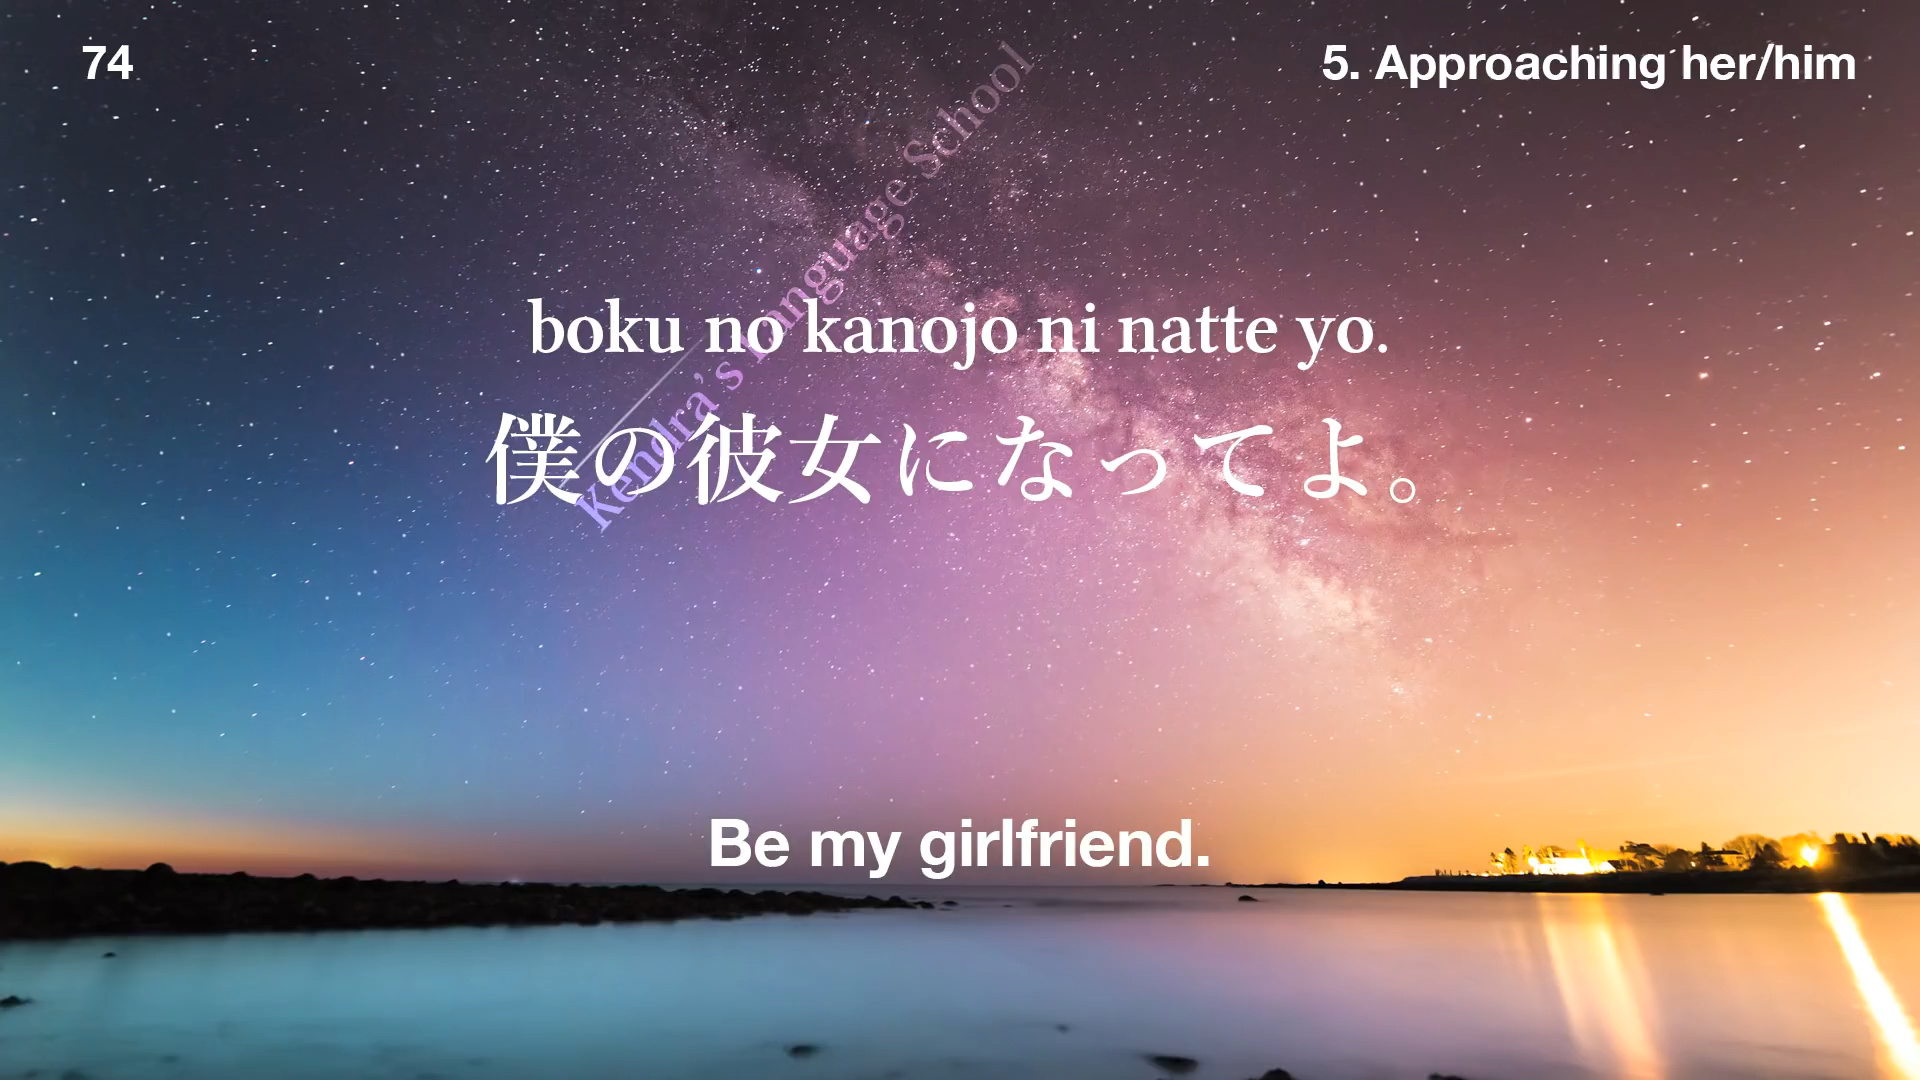 74
5. Approaching her/him
Kendra's Language School
boku no kanojo ni natte yo.
僕の彼女になってよ。
Be my girlfriend.